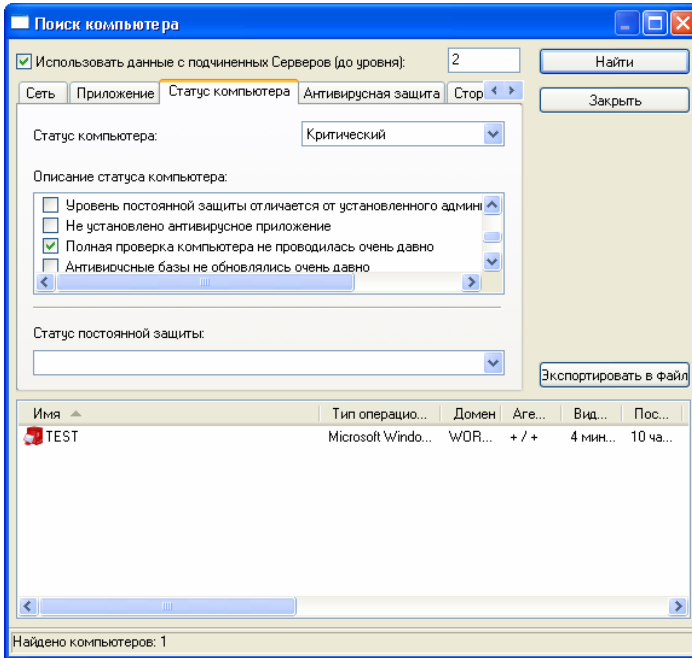 Поиск компьютера
Использовать данные с подчиненных Серверов (до уровня): 2
Найти
Сеть Приложение Статус компьютера Антивирусная защита Стор
Закрыть
Статус компьютера: Критический
Описание статуса компьютера:
Уровень постоянной защиты отличается от установленного админи
Не установлено антивирусное приложение
Полная проверка компьютера не проводилась очень давно
Антивирусные базы не обновлялись очень давно
Статус постоянной защиты:
Экспортировать в файл
Имя Тип операцио... Домен Аге... Вид... Пос...
TEST Microsoft Windo... WOR... + / + 4 мин... 10 ча...
Найдено компьютеров: 1